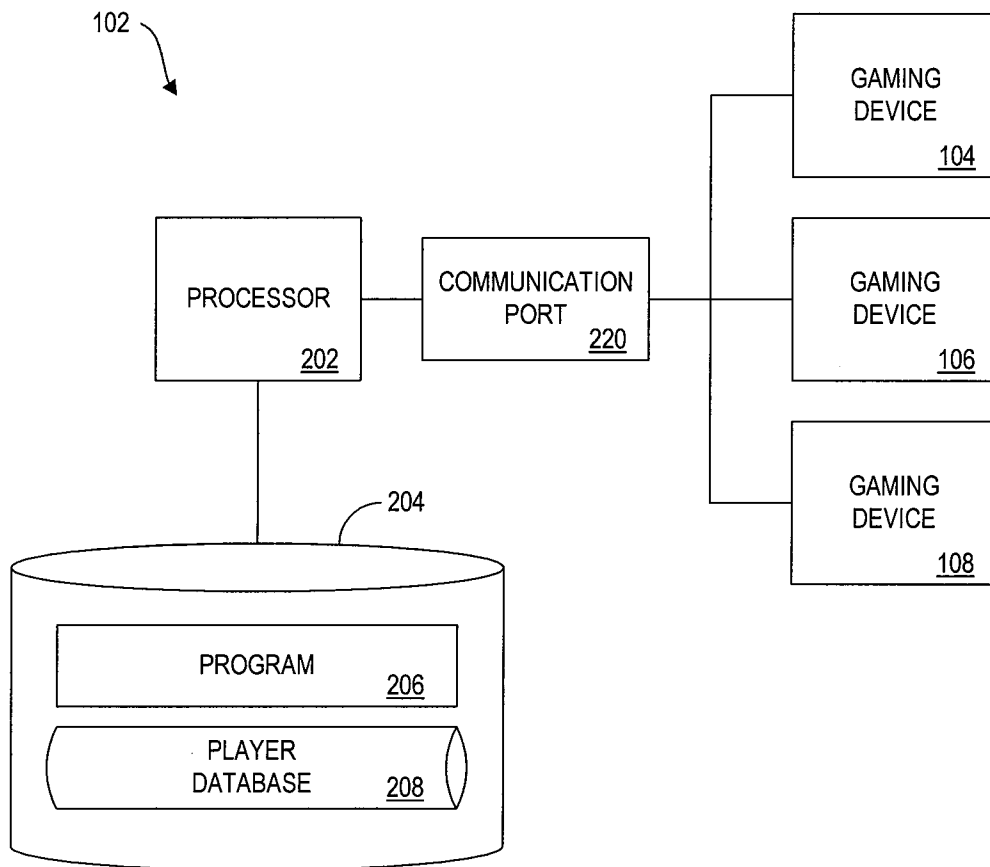 102
GAMING
DEVICE
104
PROCESSOR
202
COMMUNICATION
PORT
220
GAMING
DEVICE
106
GAMING
DEVICE
108
204
PROGRAM
206
PLAYER
DATABASE
208